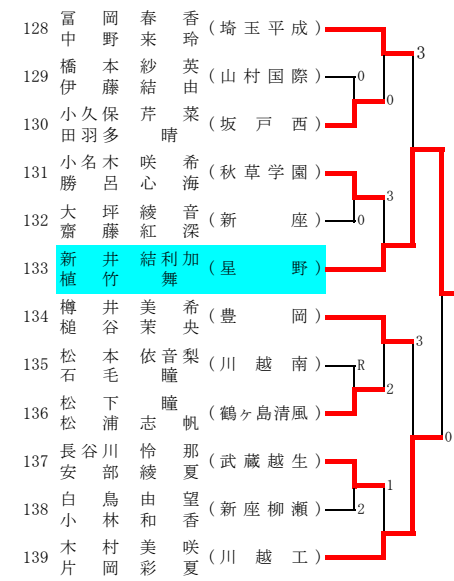 128 冨岡春香 中野来玲 (埼玉平成)
3
129 橋本紗英 伊藤結由 (山村国際) 0
0
130 小久保芹菜 田羽多晴 (坂戸西)
131 小名木咲希 勝呂心海 (秋草学園)
3
132 大坪綾音 齋藤紅深 (新座) 0
133 新井結利加 植竹舞 (星野)
134 樽井美希 槌谷茉央 (豊岡)
3
135 松本依音梨 石毛瞳 (川越南) R
2
136 松下瞳 松浦志帆 (鶴ヶ島清風)
0
137 長谷川怜那 安部綾夏 (武蔵越生)
1
138 白鳥由望 小林和香 (新座柳瀬) 2
139 木村美咲 片岡彩夏 (川越工)